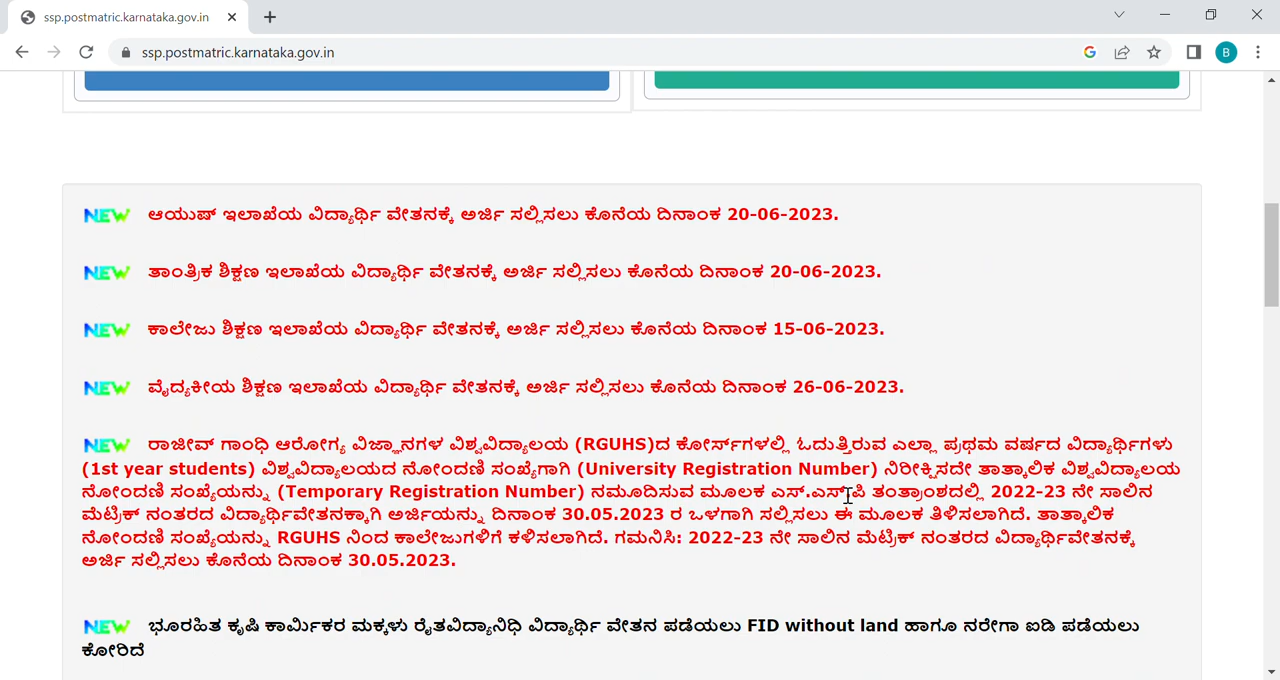 ssp.postmatric.karnataka.gov.in
ssp.postmatric.karnataka.gov.in
B
NEW ಆಯುಷ್ ಇಲಾಖೆಯ ವಿದ್ಯಾರ್ಥಿ ವೇತನಕ್ಕೆ ಅರ್ಜಿ ಸಲ್ಲಿಸಲು ಕೊನೆಯ ದಿನಾಂಕ 20-06-2023.
NEW ತಾಂತ್ರಿಕ ಶಿಕ್ಷಣ ಇಲಾಖೆಯ ವಿದ್ಯಾರ್ಥಿ ವೇತನಕ್ಕೆ ಅರ್ಜಿ ಸಲ್ಲಿಸಲು ಕೊನೆಯ ದಿನಾಂಕ 20-06-2023.
NEW ಕಾಲೇಜು ಶಿಕ್ಷಣ ಇಲಾಖೆಯ ವಿದ್ಯಾರ್ಥಿ ವೇತನಕ್ಕೆ ಅರ್ಜಿ ಸಲ್ಲಿಸಲು ಕೊನೆಯ ದಿನಾಂಕ 15-06-2023.
NEW ವೈದ್ಯಕೀಯ ಶಿಕ್ಷಣ ಇಲಾಖೆಯ ವಿದ್ಯಾರ್ಥಿ ವೇತನಕ್ಕೆ ಅರ್ಜಿ ಸಲ್ಲಿಸಲು ಕೊನೆಯ ದಿನಾಂಕ 26-06-2023.
NEW ರಾಜೀವ್ ಗಾಂಧಿ ಆರೋಗ್ಯ ವಿಜ್ಞಾನಗಳ ವಿಶ್ವವಿದ್ಯಾಲಯ (RGUHS)ದ ಕೋರ್ಸ್‌ಗಳಲ್ಲಿ ಓದುತ್ತಿರುವ ಎಲ್ಲಾ ಪ್ರಥಮ ವರ್ಷದ ವಿದ್ಯಾರ್ಥಿಗಳು
(1st year students) ವಿಶ್ವವಿದ್ಯಾಲಯದ ನೋಂದಣಿ ಸಂಖ್ಯೆಗಾಗಿ (University Registration Number) ನಿರೀಕ್ಷಿಸದೇ ತಾತ್ಕಾಲಿಕ ವಿಶ್ವವಿದ್ಯಾಲಯ
ನೋಂದಣಿ ಸಂಖ್ಯೆಯನ್ನು (Temporary Registration Number) ನಮೂದಿಸುವ ಮೂಲಕ ಎಸ್.ಎಸ್‌ಪಿ ತಂತ್ರಾಂಶದಲ್ಲಿ 2022-23 ನೇ ಸಾಲಿನ
ಮೆಟ್ರಿಕ್ ನಂತರದ ವಿದ್ಯಾರ್ಥಿವೇತನಕ್ಕಾಗಿ ಅರ್ಜಿಯನ್ನು ದಿನಾಂಕ 30.05.2023 ರ ಒಳಗಾಗಿ ಸಲ್ಲಿಸಲು ಈ ಮೂಲಕ ತಿಳಿಸಲಾಗಿದೆ. ತಾತ್ಕಾಲಿಕ
ನೋಂದಣಿ ಸಂಖ್ಯೆಯನ್ನು RGUHS ನಿಂದ ಕಾಲೇಜುಗಳಿಗೆ ಕಳಿಸಲಾಗಿದೆ. ಗಮನಿಸಿ: 2022-23 ನೇ ಸಾಲಿನ ಮೆಟ್ರಿಕ್ ನಂತರದ ವಿದ್ಯಾರ್ಥಿವೇತನಕ್ಕೆ
ಅರ್ಜಿ ಸಲ್ಲಿಸಲು ಕೊನೆಯ ದಿನಾಂಕ 30.05.2023.
NEW ಭೂರಹಿತ ಕೃಷಿ ಕಾರ್ಮಿಕರ ಮಕ್ಕಳು ರೈತವಿದ್ಯಾನಿಧಿ ವಿದ್ಯಾರ್ಥಿ ವೇತನ ಪಡೆಯಲು FID without land ಹಾಗೂ ನರೇಗಾ ಐಡಿ ಪಡೆಯಲು
ಕೋರಿದೆ